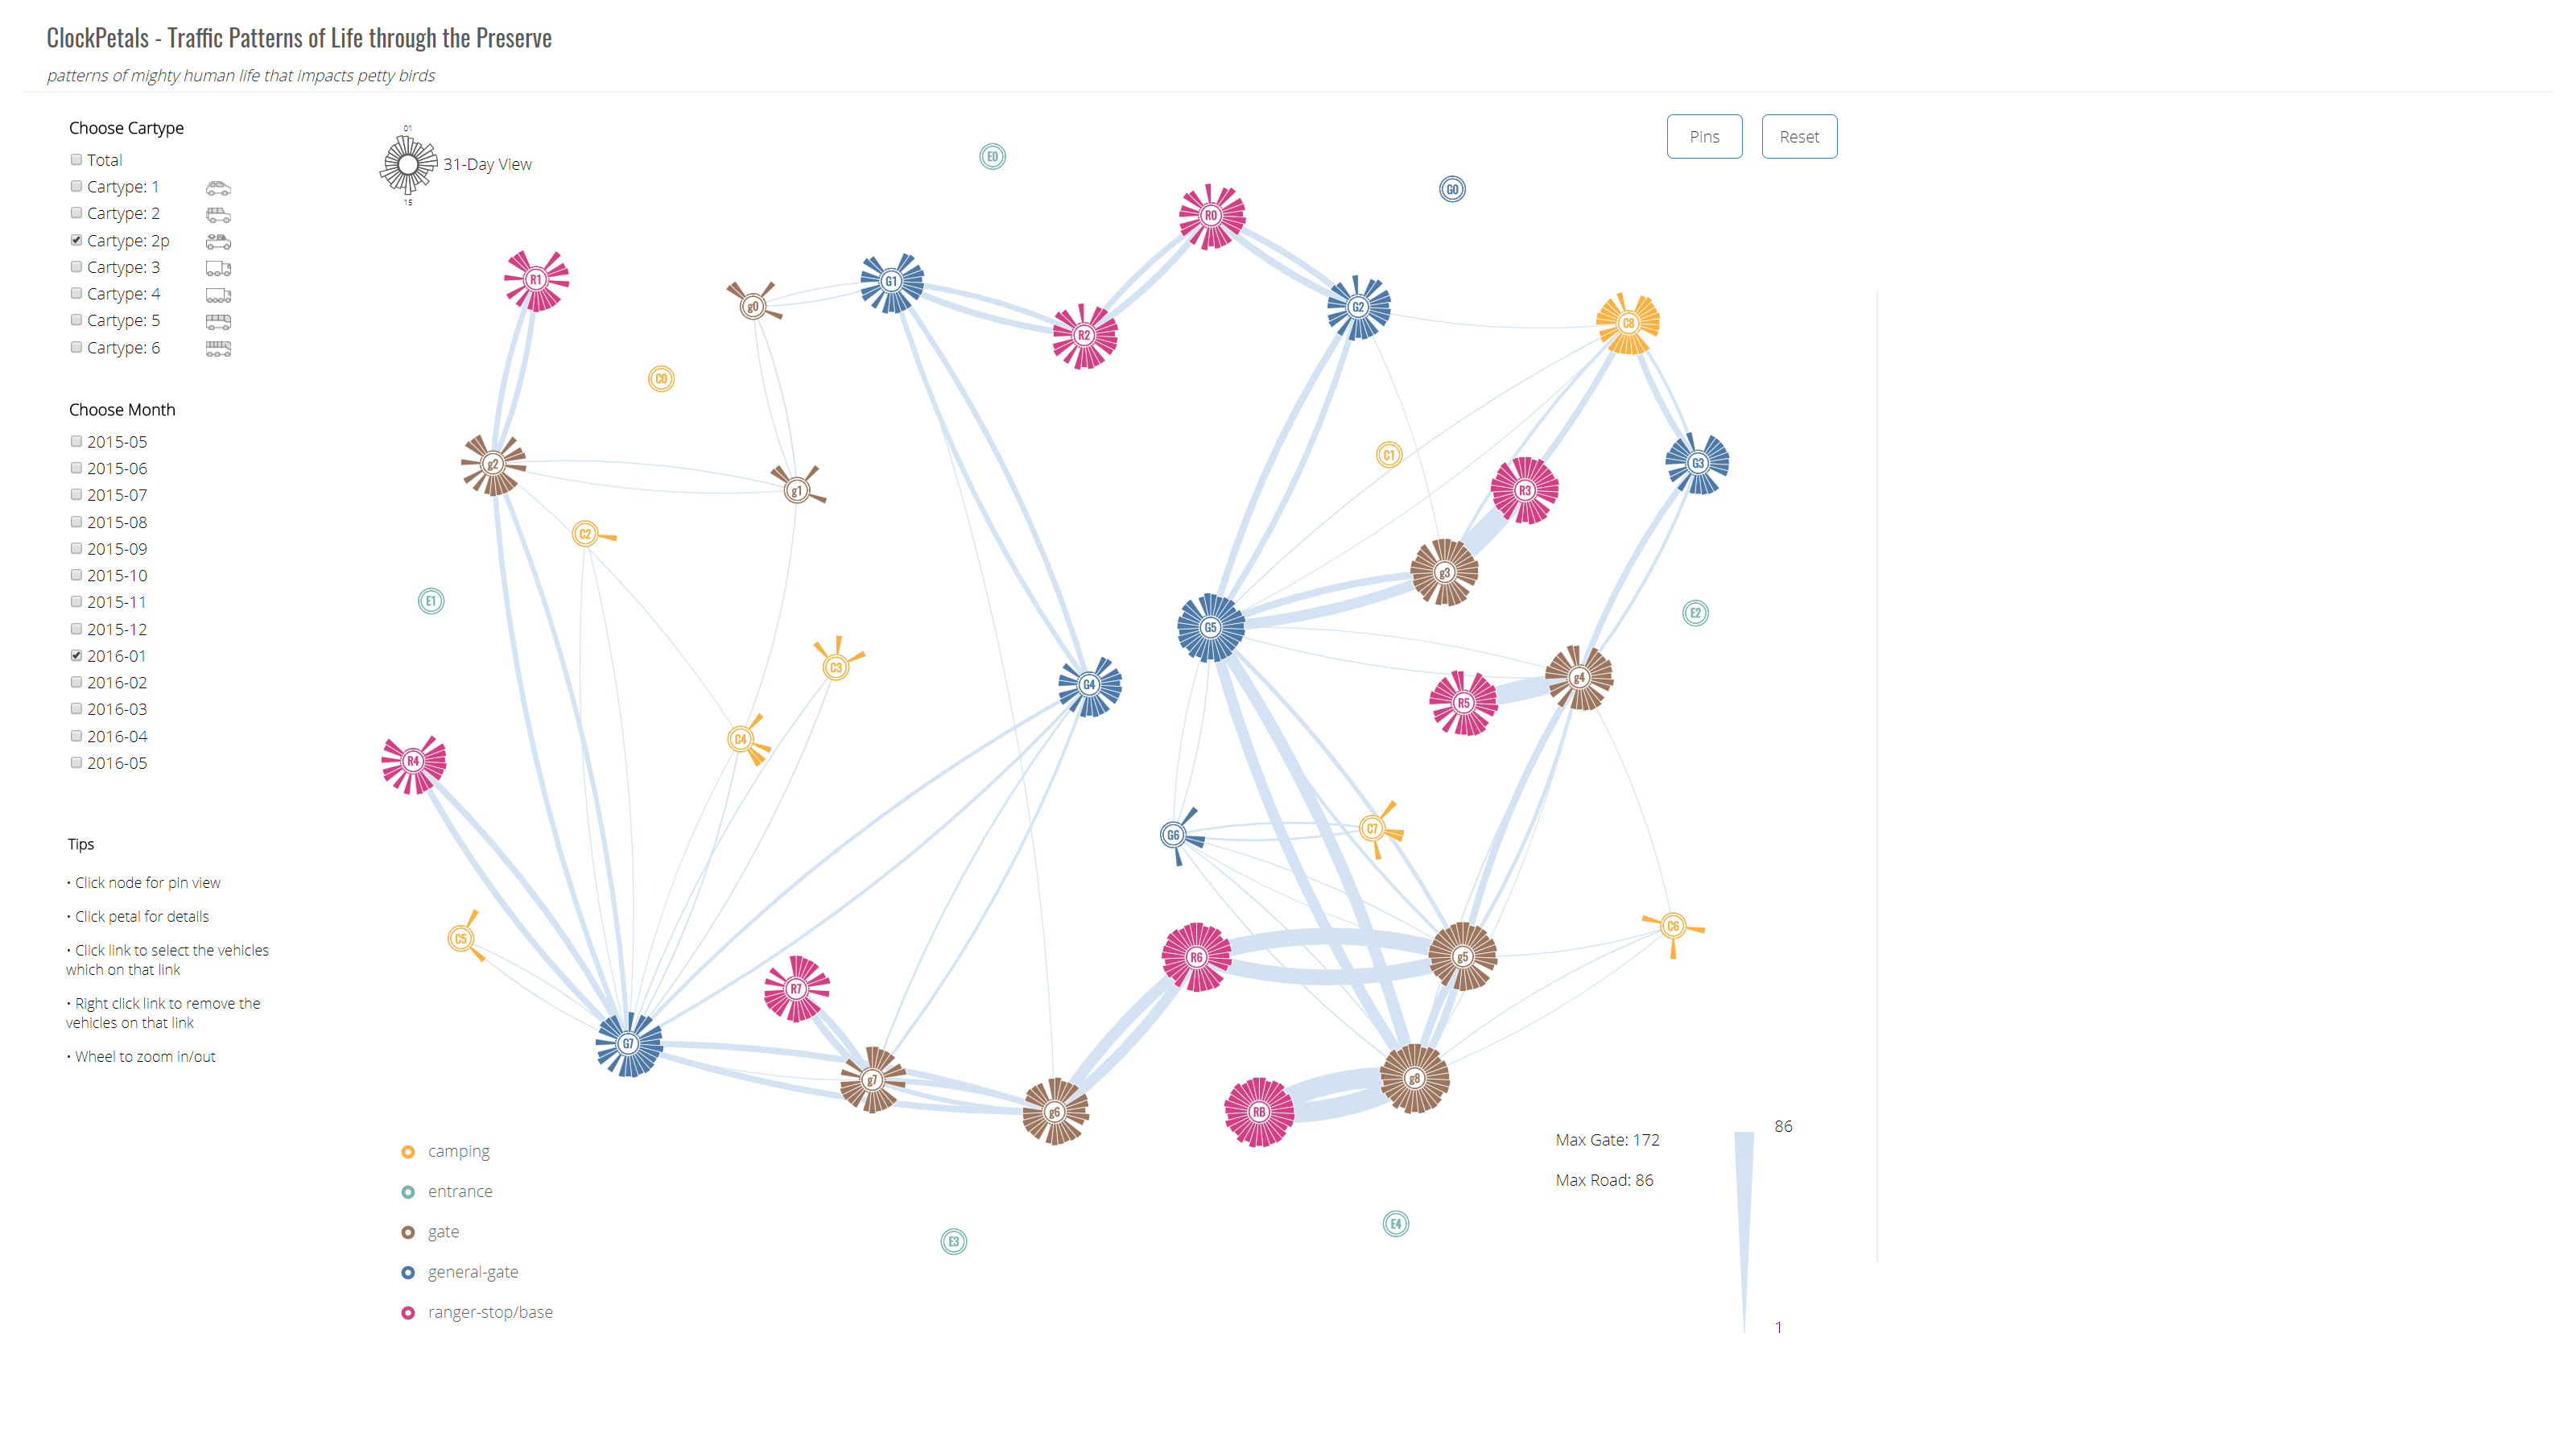 ClockPetals - Traffic Patterns of Life through the Preserve
patterns of mighty human life that impacts petty birds
Choose Cartype
Total
Cartype: 1
Cartype: 2
Cartype: 2p
Cartype: 3
Cartype: 4
Cartype: 5
Cartype: 6
Choose Month
2015-05
2015-06
2015-07
2015-08
2015-09
2015-10
2015-11
2015-12
2016-01
2016-02
2016-03
2016-04
2016-05
Tips
• Click node for pin view
• Click petal for details
• Click link to select the vehicles
which on that link
• Right click link to remove the
vehicles on that link
• Wheel to zoom in/out
01
31-Day View
15
Pins
Reset
E0
G0
R0
R1
g0
G1
G2
C8
R2
C0
C1
g2
g1
R3
G3
C2
g3
E1
E2
G5
C3
G4
g4
R5
C4
R4
G6
C7
C5
C6
R6
g5
R7
G7
g7
g8
g6
RB
E4
E3
camping
entrance
gate
general-gate
ranger-stop/base
Max Gate: 172
Max Road: 86
86
1